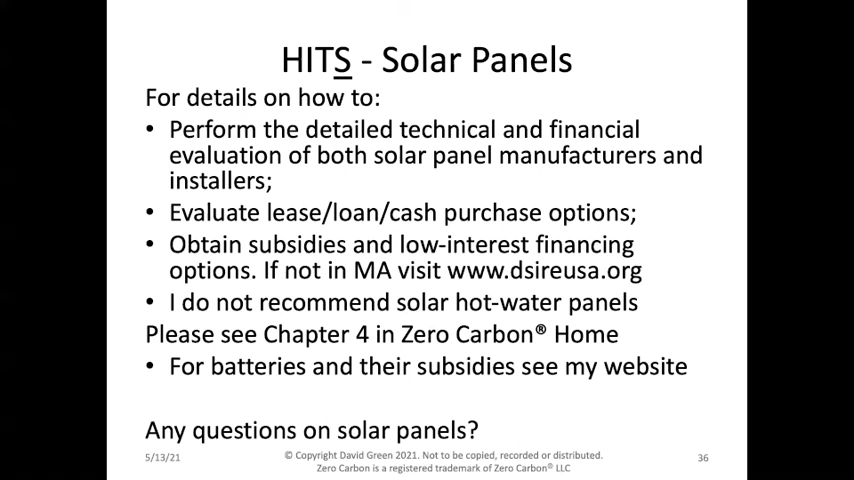 HITS - Solar Panels
For details on how to:
• Perform the detailed technical and financial
evaluation of both solar panel manufacturers and
installers;
• Evaluate lease/loan/cash purchase options;
• Obtain subsidies and low-interest financing
options. If not in MA visit www.dsireusa.org
• I do not recommend solar hot-water panels
Please see Chapter 4 in Zero Carbon® Home
• For batteries and their subsidies see my website
Any questions on solar panels?
5/13/21
© Copyright David Green 2021. Not to be copied, recorded or distributed.
Zero Carbon is a registered trademark of Zero Carbon® LLC
36